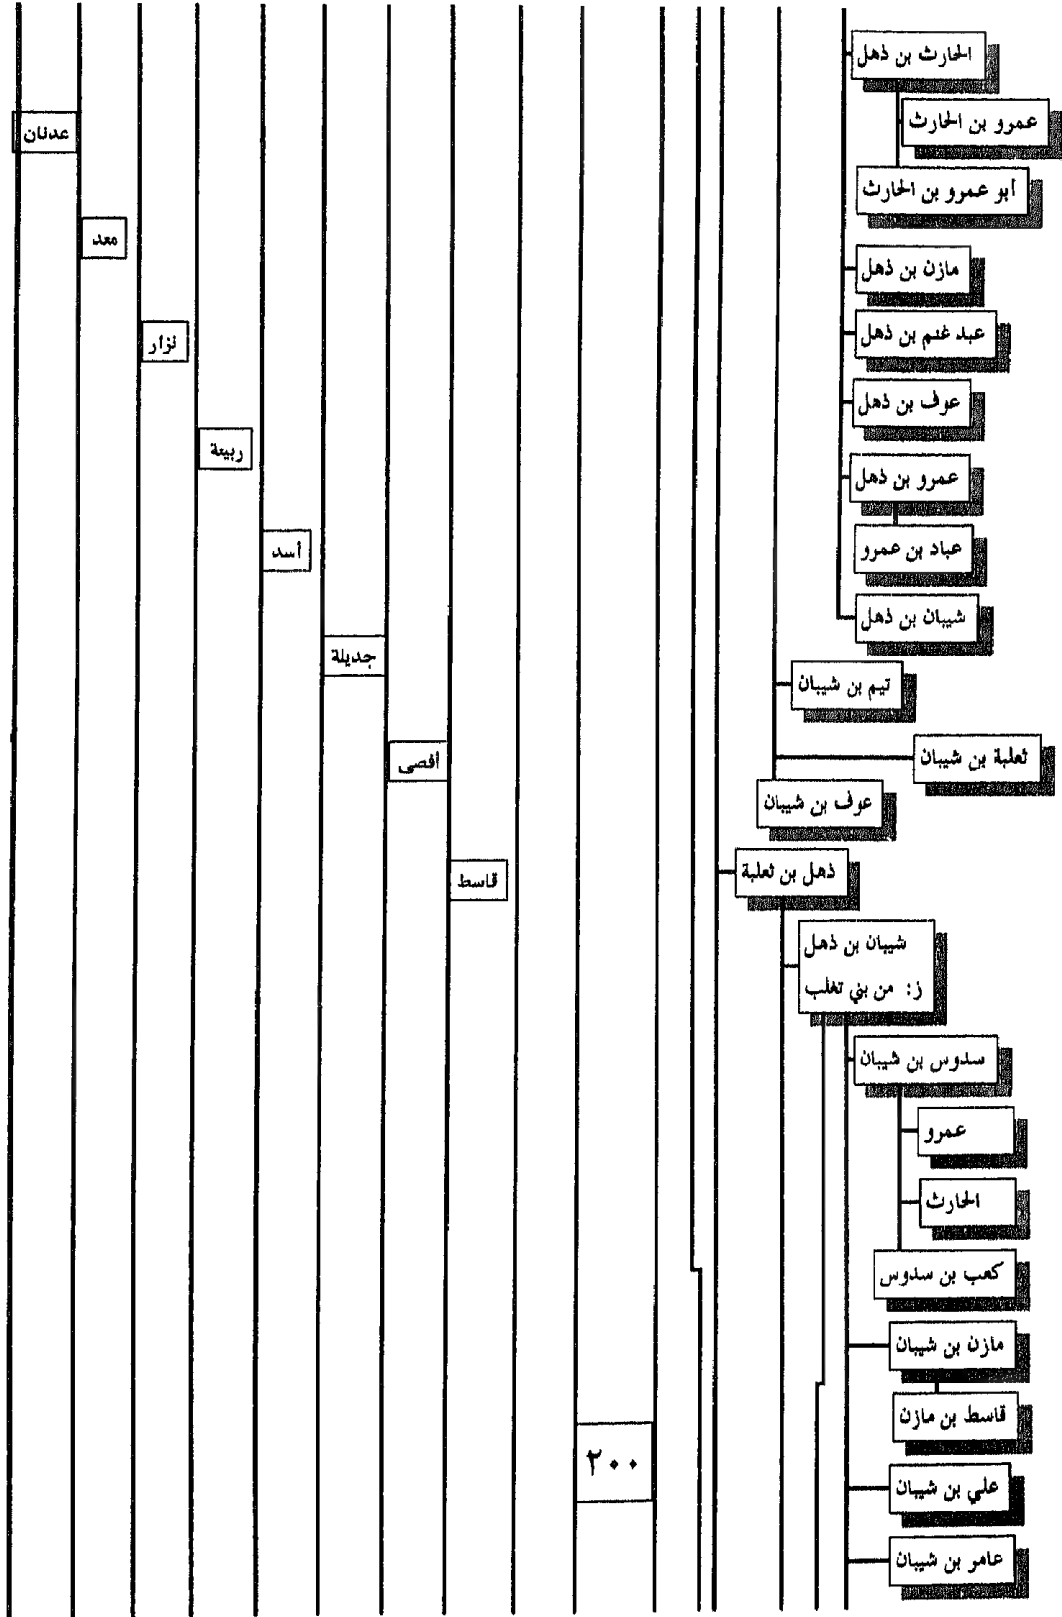 الحارث بن ذهل
عمرو بن الحارث
أبو عمرو بن الحارث
مازن بن ذهل
عبد غنم بن ذهل
عوف بن ذهل
عمرو بن ذهل
عباد بن عمرو
شيبان بن ذهل
تيم بن شيبان
ثعلبة بن شيبان
عوف بن شيبان
ذهل بن ثعلبة
شيبان بن ذهل
ز: من بني تغلب
سدوس بن شيبان
عمرو
الحارث
كعب بن سدوس
مازن بن شيبان
قاسط بن مازن
علي بن شيبان
عامر بن شيبان
عدنان
معد
نزار
ربيعة
أسد
جديلة
أفصى
قاسط
٢٠٠